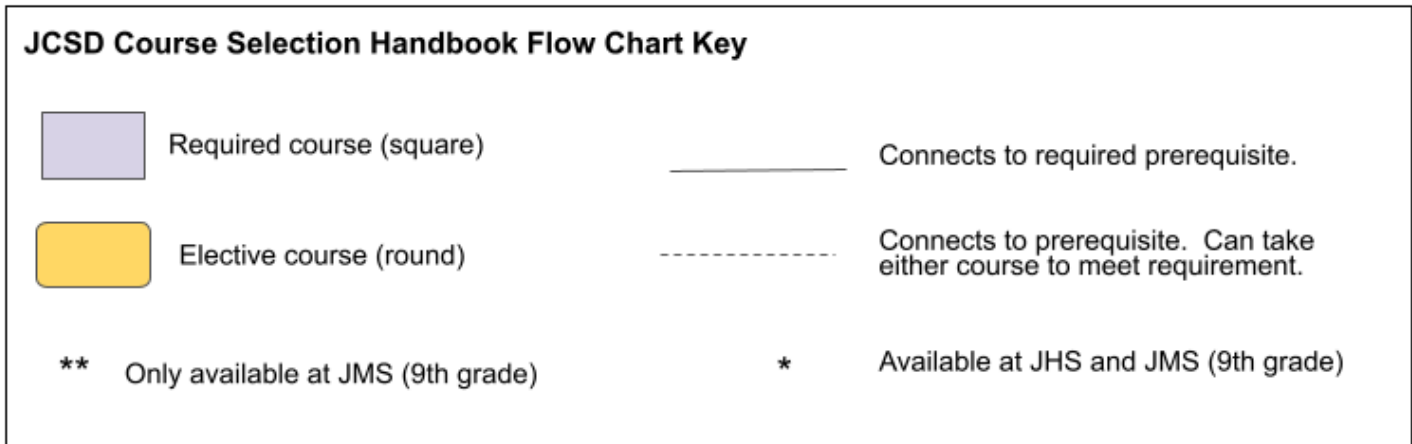 JCSD Course Selection Handbook Flow Chart Key
Required course (square)
Connects to required prerequisite.
Elective course (round)
Connects to prerequisite.  Can take
either course to meet requirement.
** Only available at JMS (9th grade)
* Available at JHS and JMS (9th grade)